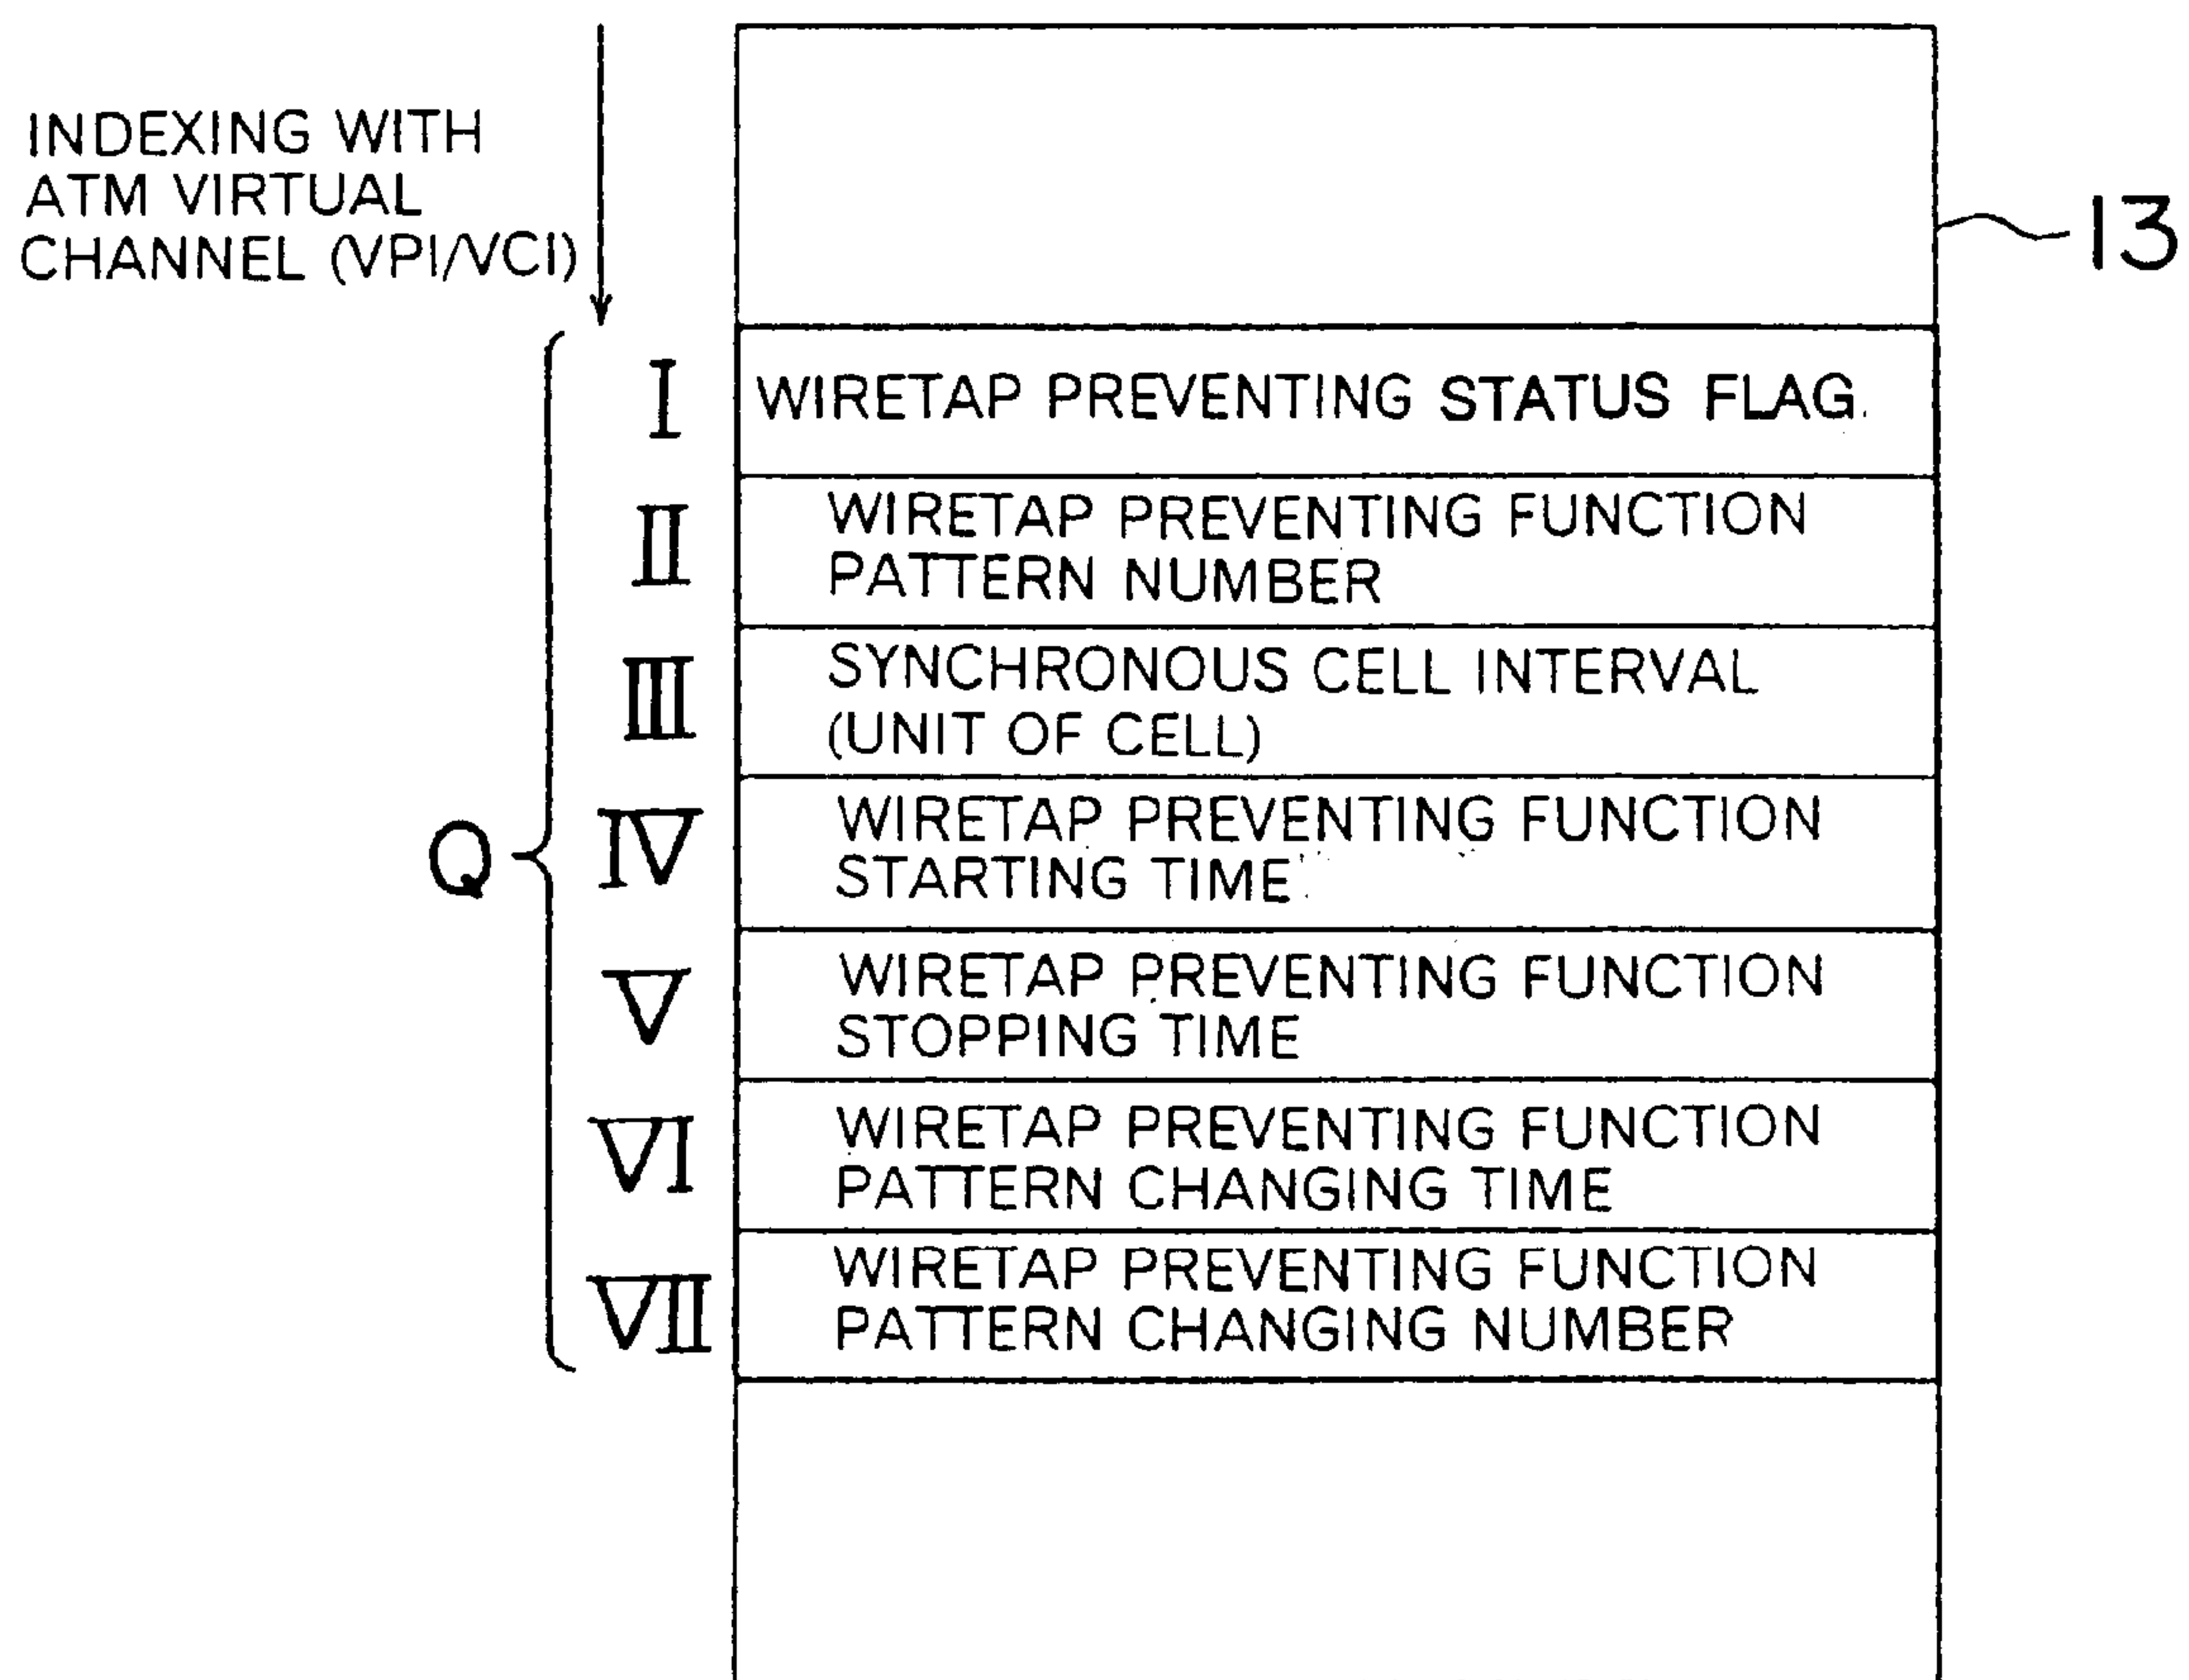 INDEXING WITH
ATM VIRTUAL
CHANNEL (VPI/VCI)
13
Q
I
WIRETAP PREVENTING STATUS FLAG.
II
WIRETAP PREVENTING FUNCTION
PATTERN NUMBER
III
SYNCHRONOUS CELL INTERVAL
(UNIT OF CELL)
IV
WIRETAP PREVENTING FUNCTION
STARTING TIME
V
WIRETAP PREVENTING FUNCTION
STOPPING TIME
VI
WIRETAP PREVENTING FUNCTION
PATTERN CHANGING TIME
VII
WIRETAP PREVENTING FUNCTION
PATTERN CHANGING NUMBER